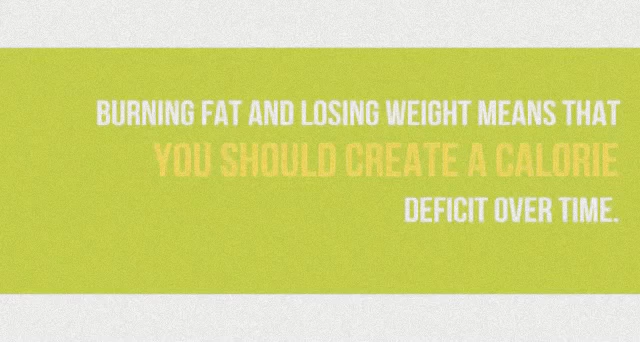 BURNING FAT AND LOSING WEIGHT MEANS THAT
YOU SHOULD CREATE A CALORIE
DEFICIT OVER TIME.